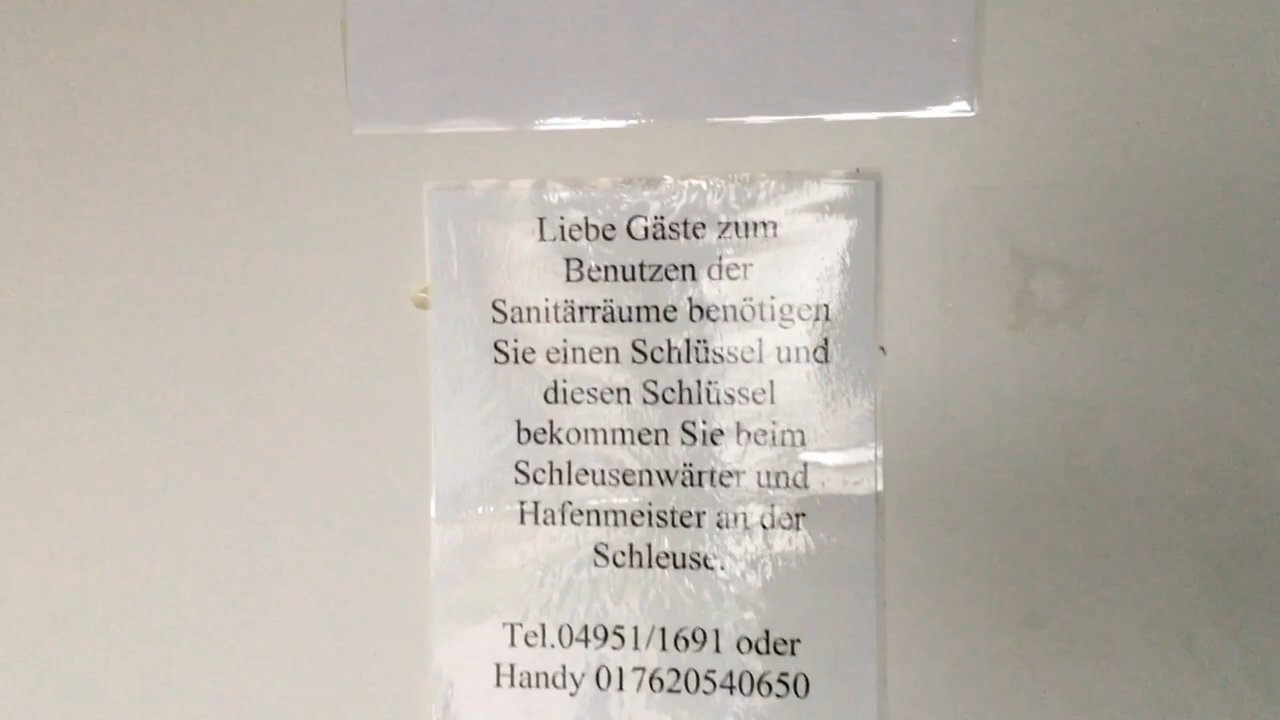 Liebe Gäste zum
Benutzen der
Sanitärräume benötigen
Sie einen Schlüssel und
diesen Schlüssel
bekommen Sie beim
Schleusenwärter und
Hafenmeister an der
Schleuse.
Tel.04951/1691 oder
Handy 017620540650